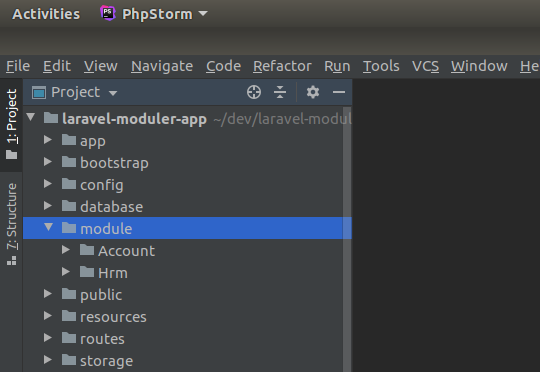 Activities PhpStorm
File Edit View Navigate Code Refactor Run Tools VCS Window He
Project
1: Project
7: Structure
laravel-moduler-app ~/dev/laravel-modul
app
bootstrap
config
database
module
Account
Hrm
public
resources
routes
storage